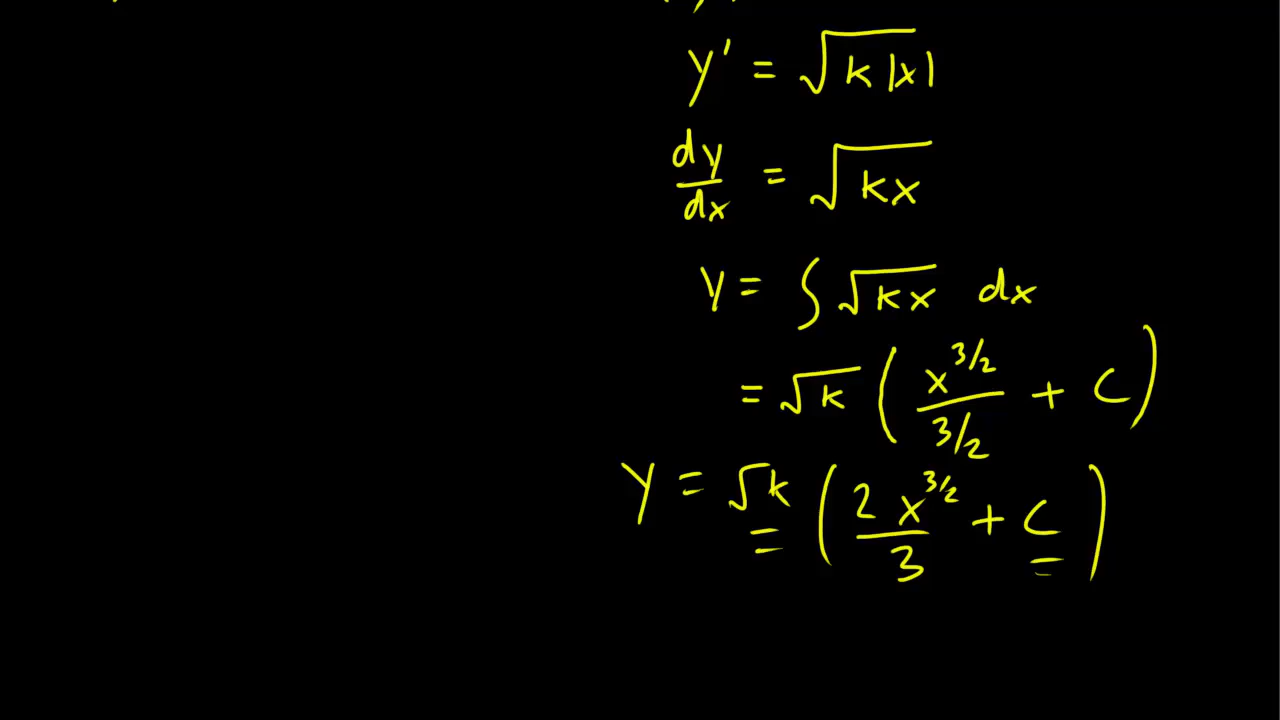 y' = √(k|x|)
dy/dx = √(kx)
y = ∫ √(kx) dx
= √k ( x^(3/2) / (3/2) + C )
y = √k ( 2x^(3/2) / 3 + C )